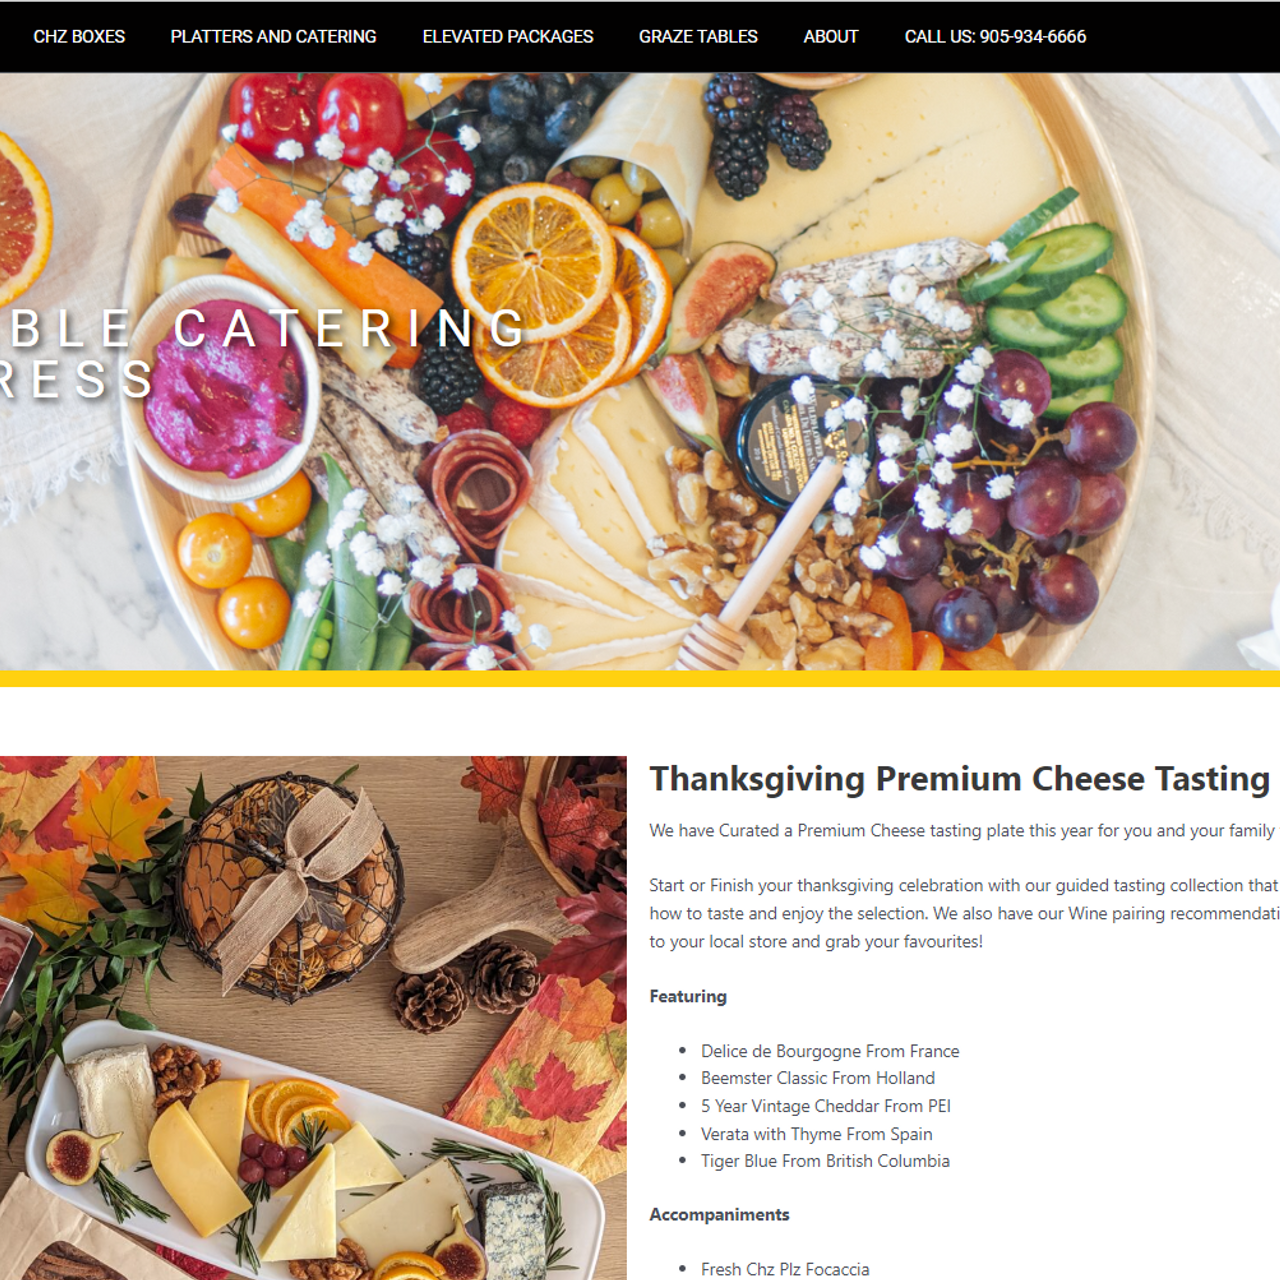 CHZ BOXES PLATTERS AND CATERING ELEVATED PACKAGES GRAZE TABLES ABOUT CALL US: 905-934-6666
BLE CATERING
RESS
Thanksgiving Premium Cheese Tasting
We have Curated a Premium Cheese tasting plate this year for you and your family
Start or Finish your thanksgiving celebration with our guided tasting collection that
how to taste and enjoy the selection. We also have our Wine pairing recommendati
to your local store and grab your favourites!
Featuring
Delice de Bourgogne From France
Beemster Classic From Holland
5 Year Vintage Cheddar From PEI
Verata with Thyme From Spain
Tiger Blue From British Columbia
Accompaniments
Fresh Chz Plz Focaccia